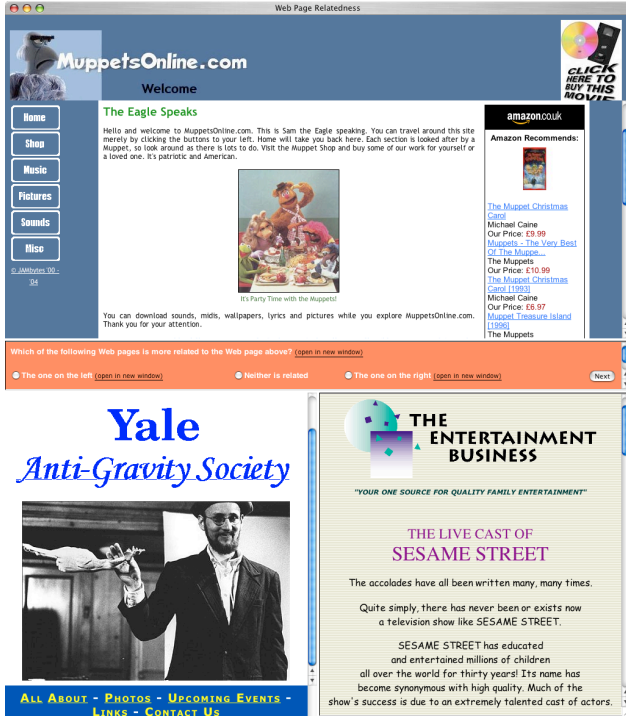 Web Page Relatedness
MuppetsOnline.com
Welcome
CLICK
HERE TO
BUY THIS
MOVIE
Home
Shop
Music
Pictures
Sounds
Misc
© JAMbytes '00 -
'04
The Eagle Speaks
Hello and welcome to MuppetsOnline.com. This is Sam the Eagle speaking. You can travel around this site
merely by clicking the buttons to your left. Home will take you back here. Each section is looked after by a
Muppet, so look around as there is lots to do. Visit the Muppet Shop and buy some of our work for yourself or
a loved one. It's patriotic and American.
It's Party Time with the Muppets!
You can download sounds, midis, wallpapers, lyrics and pictures while you explore MuppetsOnline.com.
Thank you for your attention.
amazon.co.uk
Amazon Recommends:
The Muppet Christmas
Carol
Michael Caine
Our Price: £9.99
Muppets - The Very Best
Of The Muppe...
The Muppets
Our Price: £10.99
The Muppet Christmas
Carol [1993]
Michael Caine
Our Price: £6.97
Muppet Treasure Island
[1996]
The Muppets
Which of the following Web pages is more related to the Web page above? (open in new window)
The one on the left (open in new window)
Neither is related
The one on the right (open in new window)
Next
Yale
Anti-Gravity Society
All About - Photos - Upcoming Events -
Links - Contact Us
THE
ENTERTAINMENT
BUSINESS
"YOUR ONE SOURCE FOR QUALITY FAMILY ENTERTAINMENT"
THE LIVE CAST OF
SESAME STREET
The accolades have all been written many, many times.
Quite simply, there has never been or exists now
a television show like SESAME STREET.
SESAME STREET has educated
and entertained millions of children
all over the world for thirty years! Its name has
become synonymous with high quality. Much of the
show's success is due to an extremely talented cast of actors.